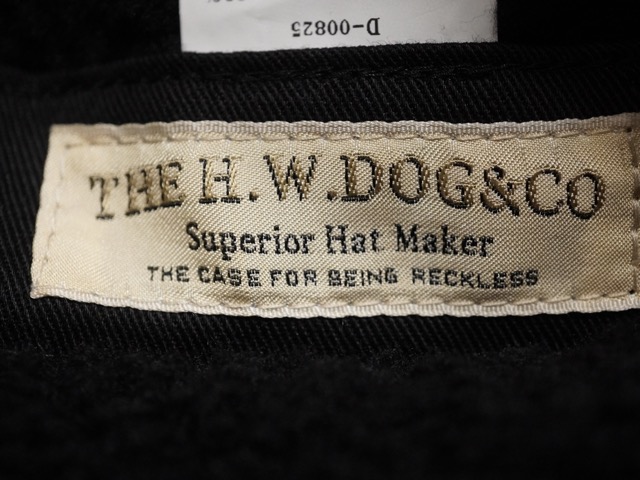 D-00825
THE H.W.DOG&CO
Superior Hat Maker
THE CASE FOR BEING RECKLESS